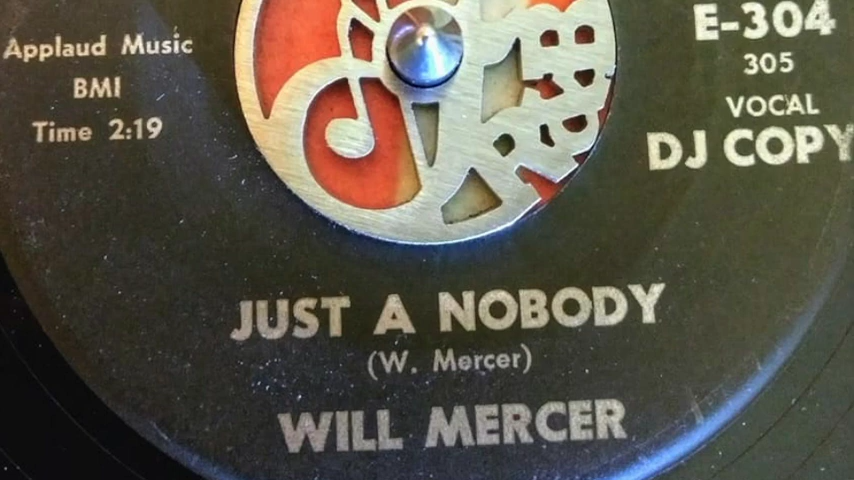 Applaud Music
BMI
Time 2:19
E-304
305
VOCAL
DJ COPY
JUST A NOBODY
(W. Mercer)
WILL MERCER